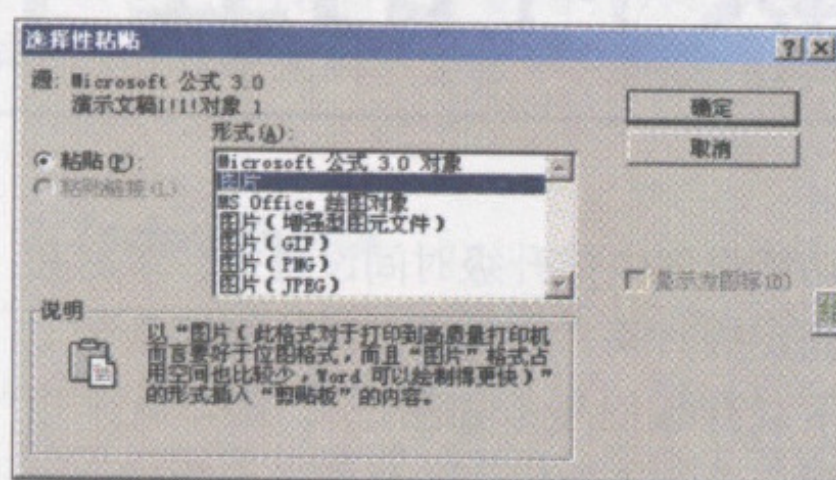 选择性粘贴
源: Microsoft 公式 3.0
演示文稿1!1!对象 1
形式(A):
粘贴(P):
粘贴链接(L)
Microsoft 公式 3.0 对象
图片
MS Office 绘图对象
图片(增强型图元文件)
图片(GIF)
图片(PNG)
图片(JPEG)
确定
取消
显示为图标(D)
说明
以“图片(此格式对于打印到高质量打印机
而言要好于位图格式,而且“图片”格式占
用空间也比较少,Word 可以绘制得更快)”
的形式插入“剪贴板”的内容。